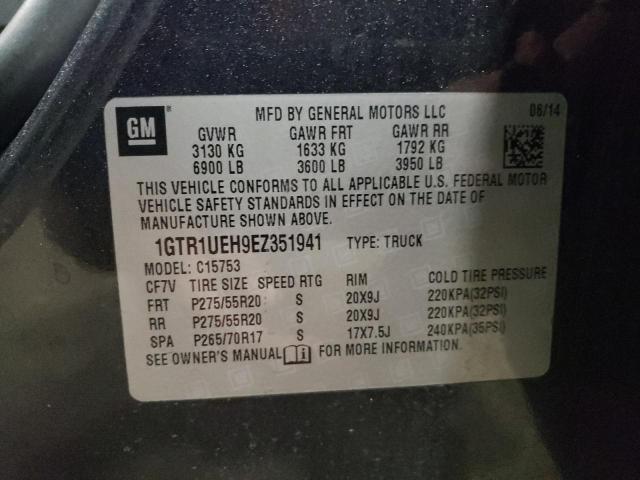 GM
®
MFD BY GENERAL MOTORS LLC 08/14
GVWR GAWR FRT GAWR RR
3130 KG 1633 KG 1792 KG
6900 LB 3600 LB 3950 LB
THIS VEHICLE CONFORMS TO ALL APPLICABLE U.S. FEDERAL MOTOR
VEHICLE SAFETY STANDARDS IN EFFECT ON THE DATE OF
MANUFACTURE SHOWN ABOVE.
1GTR1UEH9EZ351941 TYPE: TRUCK
MODEL: C15753
CF7V TIRE SIZE SPEED RTG RIM COLD TIRE PRESSURE
FRT P275/55R20 S 20X9J 220KPA(32PSI)
RR P275/55R20 S 20X9J 220KPA(32PSI)
SPA P265/70R17 S 17X7.5J 240KPA(35PSI)
SEE OWNER'S MANUAL FOR MORE INFORMATION.